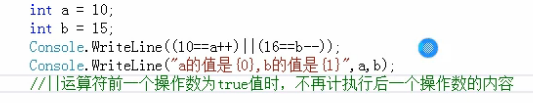 int a = 10;
int b = 15;
Console.WriteLine((10==a++)||(16==b--));
Console.WriteLine("a的值是{0},b的值是{1}",a,b);
//||运算符前一个操作数为true值时，不再计执行后一个操作数的内容